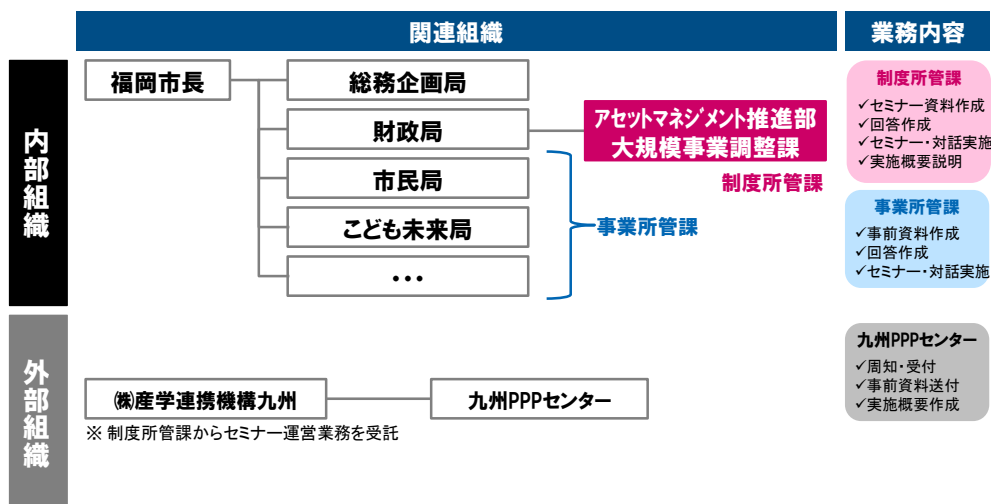 関連組織
業務内容
内部組織
福岡市長
総務企画局
財政局
市民局
こども未来局
・・・
アセットマネジメント推進部
大規模事業調整課
制度所管課
事業所管課
制度所管課
✓セミナー資料作成
✓回答作成
✓セミナー・対話実施
✓実施概要説明
事業所管課
✓事前資料作成
✓回答作成
✓セミナー・対話実施
外部組織
㈱産学連携機構九州
九州PPPセンター
※ 制度所管課からセミナー運営業務を受託
九州PPPセンター
✓周知・受付
✓事前資料送付
✓実施概要作成